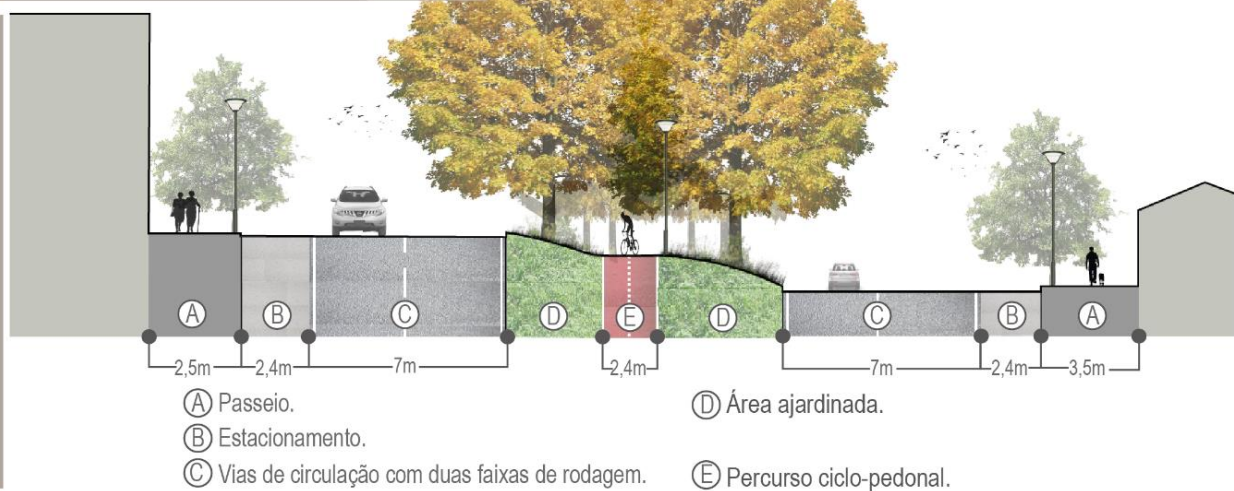 A B C D E D C B A
2,5m 2,4m 7m 2,4m 7m 2,4m 3,5m
A Passeio.
B Estacionamento.
C Vias de circulação com duas faixas de rodagem.
D Área ajardinada.
E Percurso ciclo-pedonal.